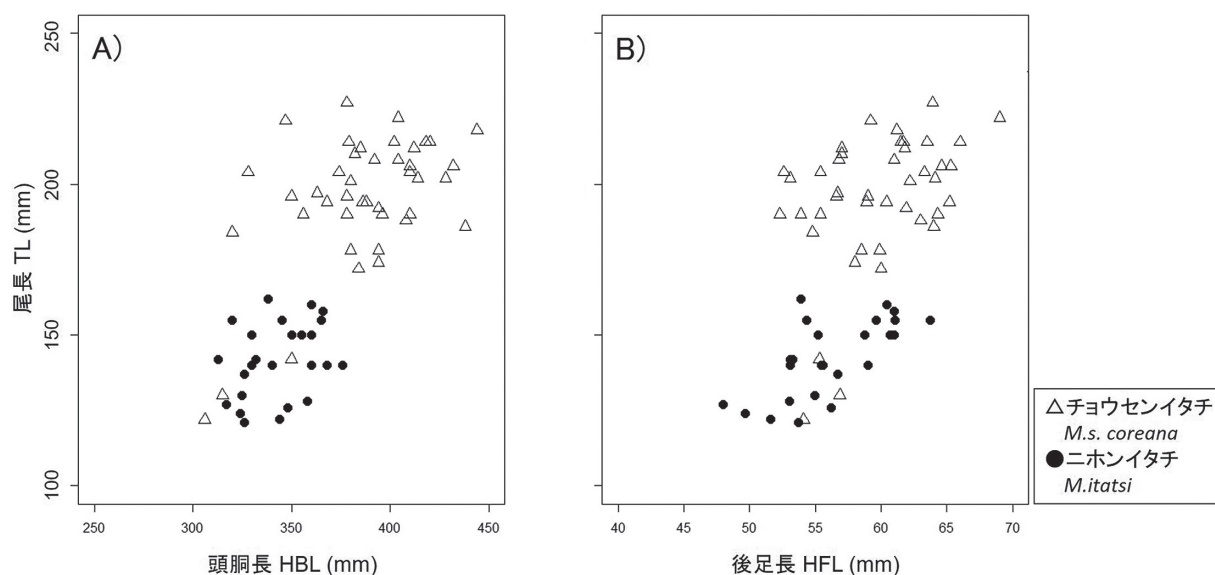 A)
B)
250
200
150
100
尾長 TL (mm)
250 300 350 400 450
頭胴長 HBL (mm)
40 45 50 55 60 65 70
後足長 HFL (mm)
△チョウセンイタチ
M.s. coreana
●ニホンイタチ
M.itatsi